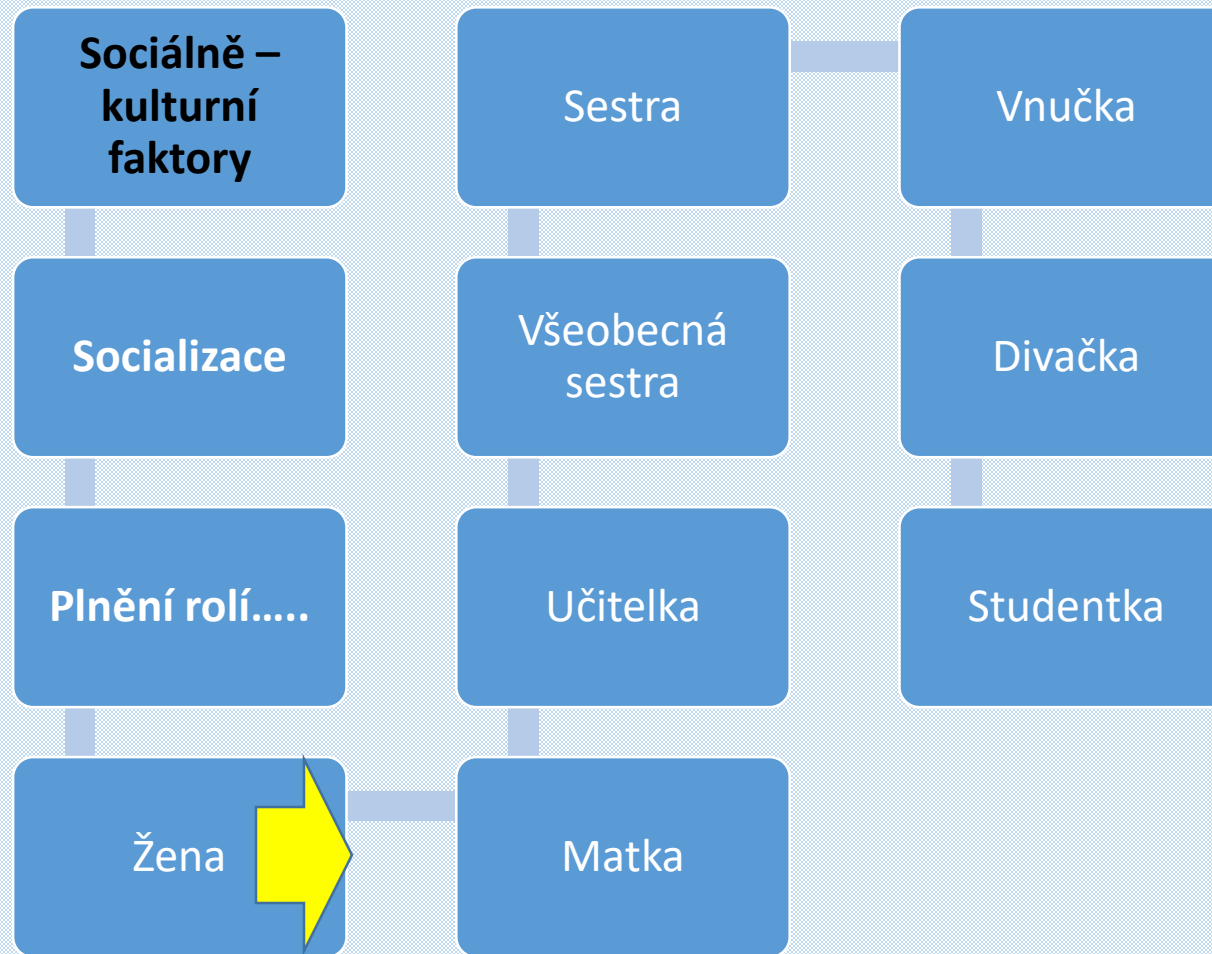 Sociálně –
kulturní
faktory
Socializace
Plnění rolí…..
Žena
Matka
Učitelka
Všeobecná
sestra
Sestra
Vnučka
Divačka
Studentka